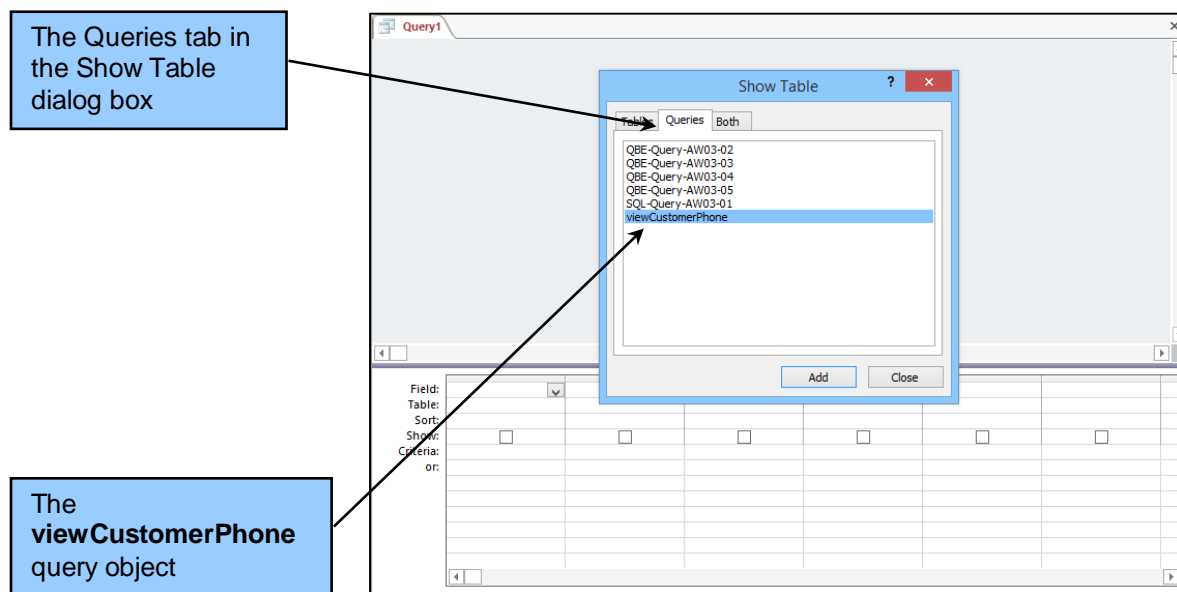 The Queries tab in
the Show Table
dialog box
Query1
Show Table
?
Tables Queries Both
QBE-Query-AW03-02
QBE-Query-AW03-03
QBE-Query-AW03-04
QBE-Query-AW03-05
SQL-Query-AW03-01
viewCustomerPhone
Add Close
Field:
Table:
Sort:
Show:
Criteria:
or:
The
viewCustomerPhone
query object